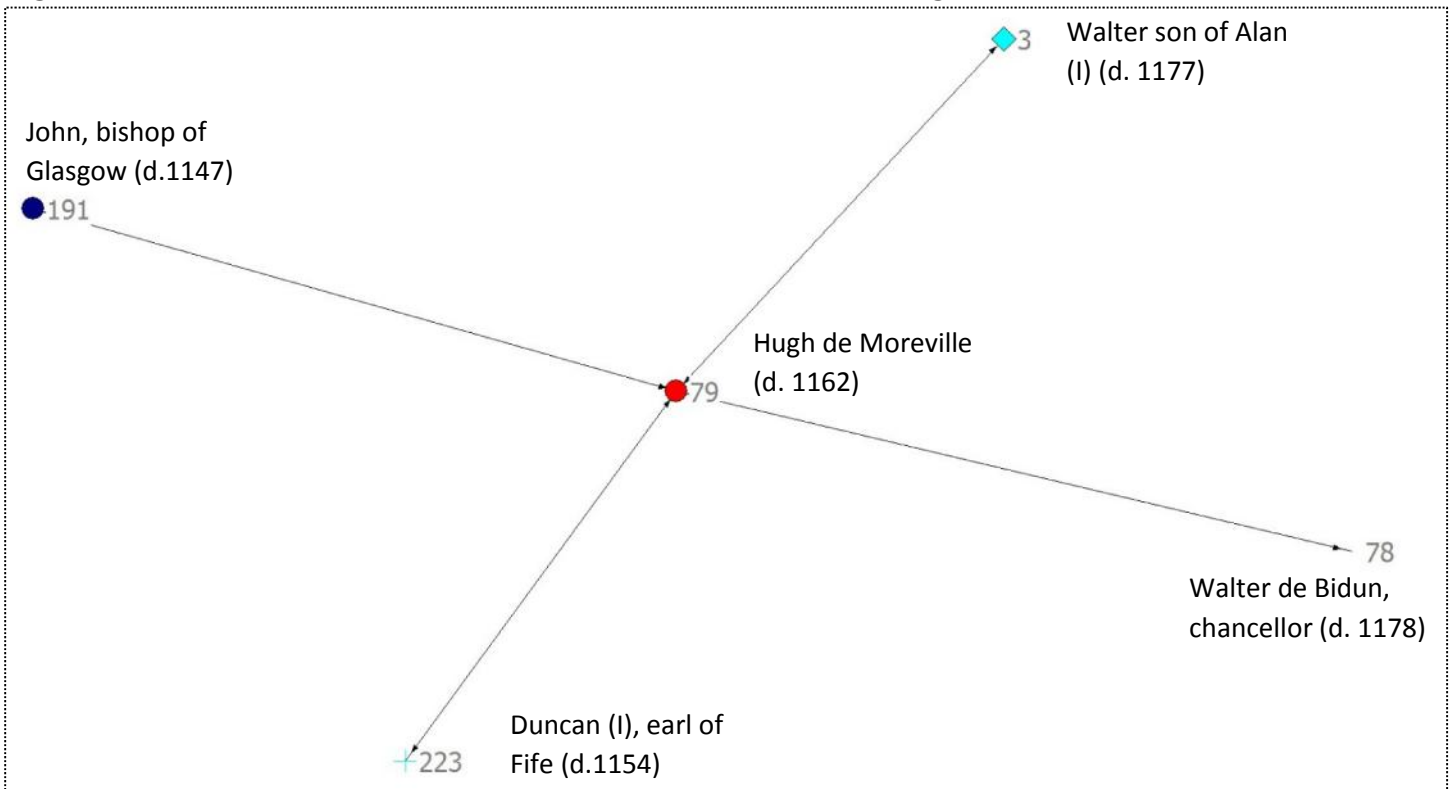 Walter son of Alan
(I) (d. 1177)
3
John, bishop of
Glasgow (d.1147)
191
Hugh de Moreville
(d. 1162)
79
78
Walter de Bidun,
chancellor (d. 1178)
Duncan (I), earl of
Fife (d.1154)
223